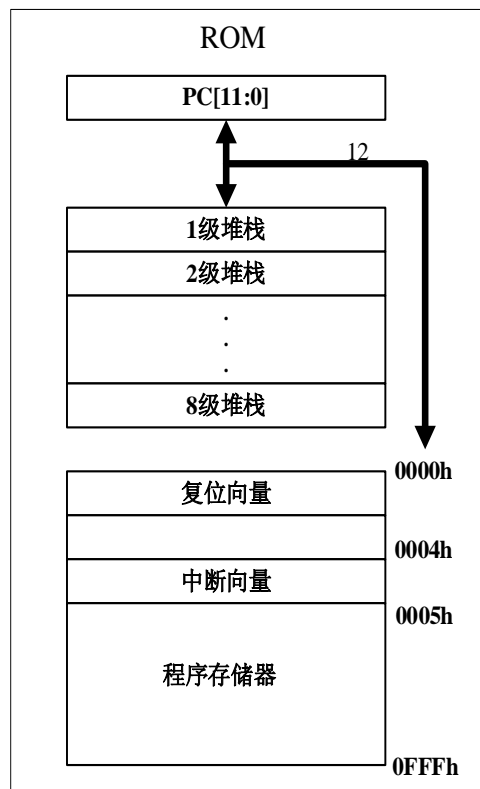 ROM
PC[11:0]
12
1级堆栈
2级堆栈
.
.
.
8级堆栈
0000h
复位向量
0004h
中断向量
0005h
程序存储器
0FFFh